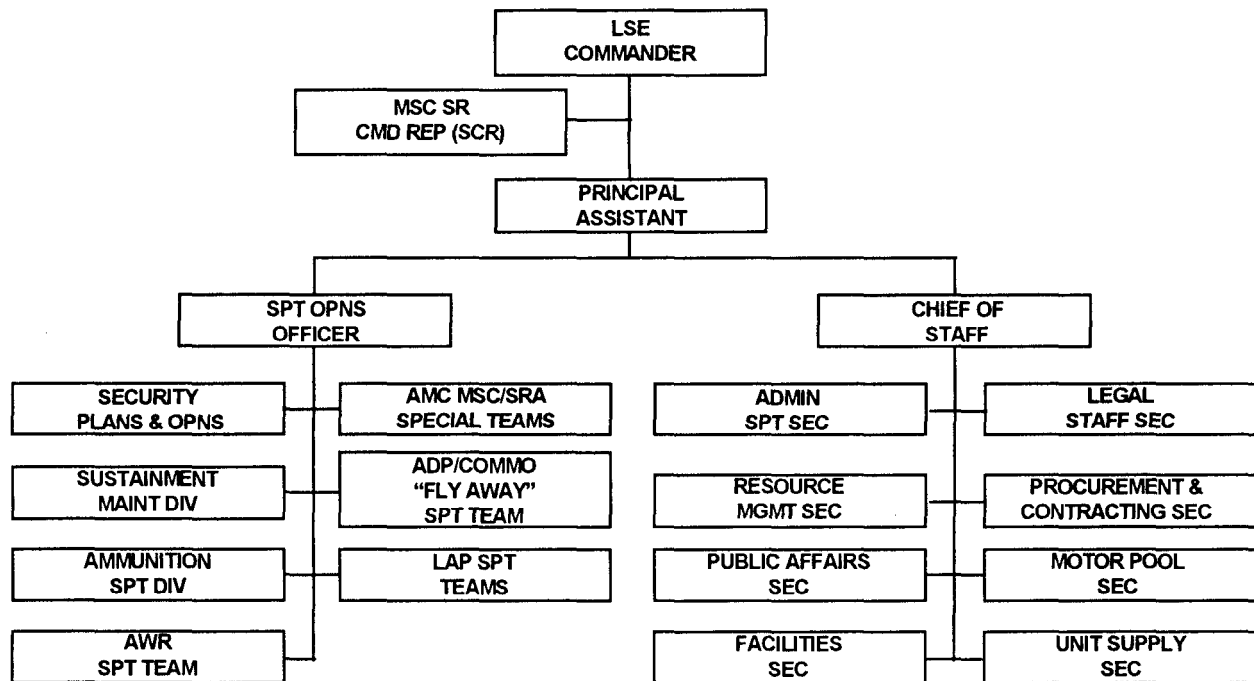 LSE
COMMANDER
MSC SR
CMD REP (SCR)
PRINCIPAL
ASSISTANT
SPT OPNS
OFFICER
CHIEF OF
STAFF
SECURITY
PLANS & OPNS
AMC MSC/SRA
SPECIAL TEAMS
ADMIN
SPT SEC
LEGAL
STAFF SEC
SUSTAINMENT
MAINT DIV
ADP/COMMO
“FLY AWAY”
SPT TEAM
RESOURCE
MGMT SEC
PROCUREMENT &
CONTRACTING SEC
AMMUNITION
SPT DIV
LAP SPT
TEAMS
PUBLIC AFFAIRS
SEC
MOTOR POOL
SEC
AWR
SPT TEAM
FACILITIES
SEC
UNIT SUPPLY
SEC